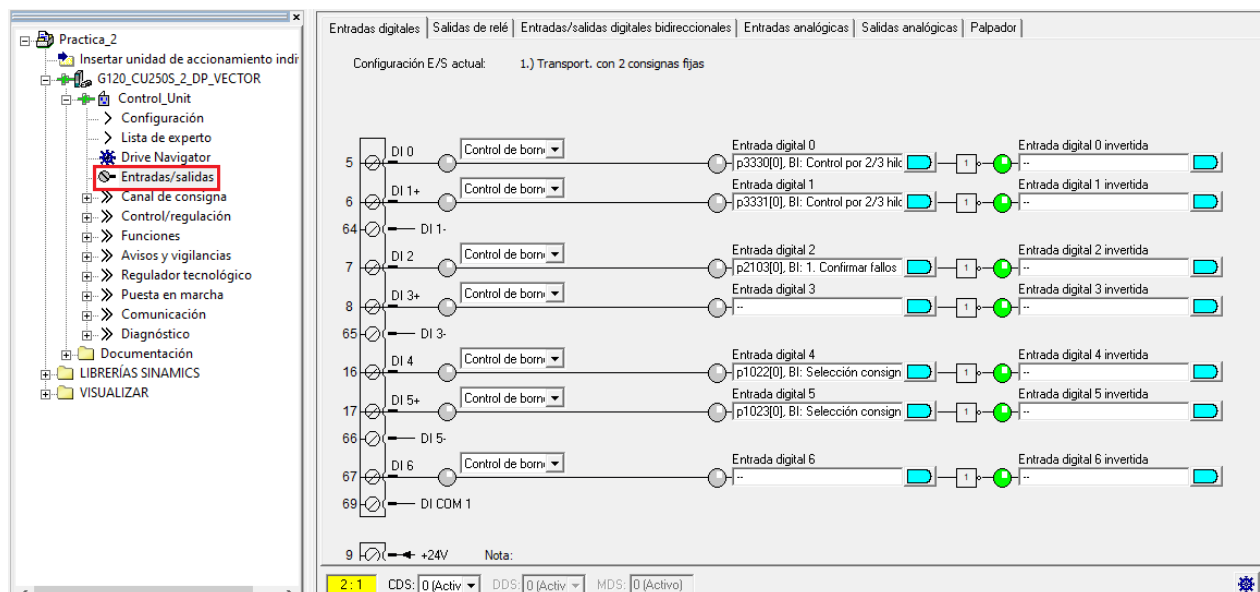 Practica_2
Insertar unidad de accionamiento indi
G120_CU250S_2_DP_VECTOR
Control_Unit
Configuración
Lista de experto
Drive Navigator
Entradas/salidas
Canal de consigna
Control/regulación
Funciones
Avisos y vigilancias
Regulador tecnológico
Puesta en marcha
Comunicación
Diagnóstico
Documentación
LIBRERÍAS SINAMICS
VISUALIZAR
Entradas digitales Salidas de relé Entradas/salidas digitales bidireccionales Entradas analógicas Salidas analógicas Palpador
Configuración E/S actual: 1.) Transport. con 2 consignas fijas
Entrada digital 0 Entrada digital 0 invertida
5 DI 0 Control de born p3330[0], BI: Control por 2/3 hilo 1 --
Entrada digital 1 Entrada digital 1 invertida
6 DI 1+ Control de born p3331[0], BI: Control por 2/3 hilo 1 --
64 DI 1-
Entrada digital 2 Entrada digital 2 invertida
7 DI 2 Control de born p2103[0], BI: 1. Confirmar fallos 1 --
Entrada digital 3 Entrada digital 3 invertida
8 DI 3+ Control de born -- 1 --
65 DI 3-
Entrada digital 4 Entrada digital 4 invertida
16 DI 4 Control de born p1022[0], BI: Selección consign 1 --
Entrada digital 5 Entrada digital 5 invertida
17 DI 5+ Control de born p1023[0], BI: Selección consign 1 --
66 DI 5-
Entrada digital 6 Entrada digital 6 invertida
67 DI 6 Control de born -- 1 --
69 DI COM 1
9 +24V Nota:
2:1 CDS: 0 (Activ DDS: 0 (Activ MDS: 0 (Activo)